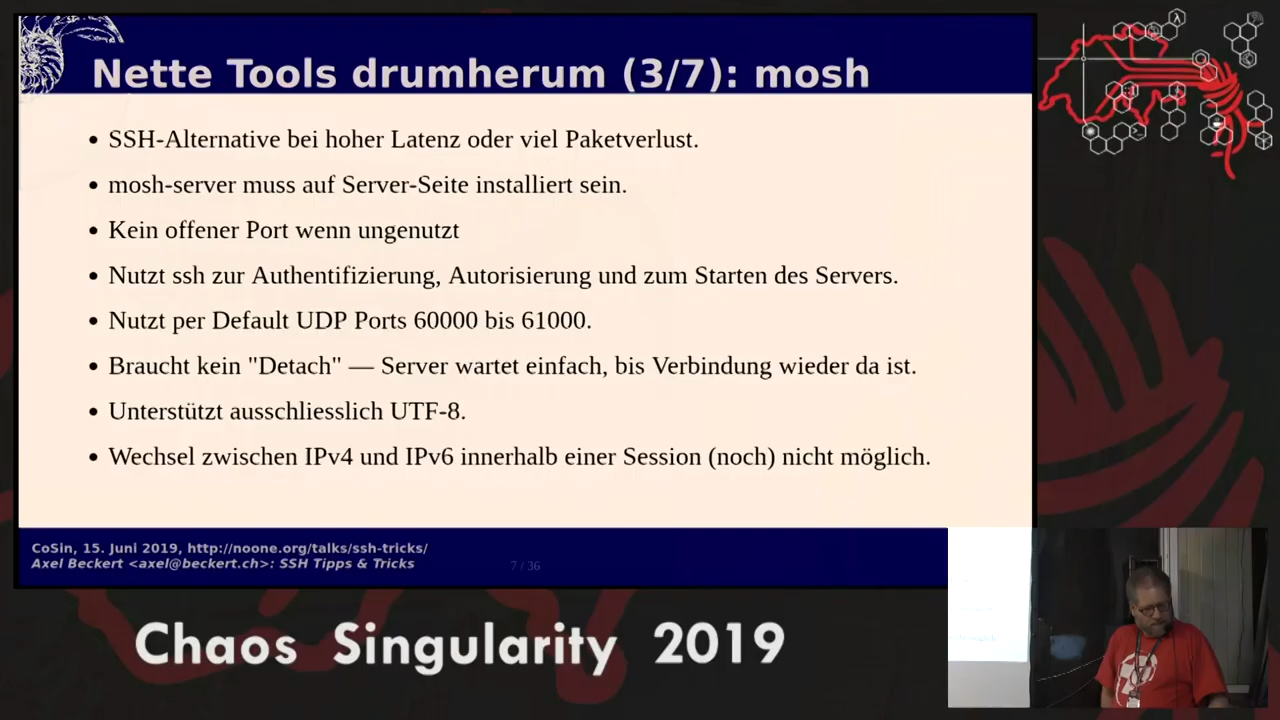 Nette Tools drumherum (3/7): mosh
• SSH-Alternative bei hoher Latenz oder viel Paketverlust.
• mosh-server muss auf Server-Seite installiert sein.
• Kein offener Port wenn ungenutzt
• Nutzt ssh zur Authentifizierung, Autorisierung und zum Starten des Servers.
• Nutzt per Default UDP Ports 60000 bis 61000.
• Braucht kein "Detach" — Server wartet einfach, bis Verbindung wieder da ist.
• Unterstützt ausschliesslich UTF-8.
• Wechsel zwischen IPv4 und IPv6 innerhalb einer Session (noch) nicht möglich.
CoSin, 15. Juni 2019, http://noone.org/talks/ssh-tricks/
Axel Beckert <axel@beckert.ch>: SSH Tipps & Tricks
7 / 36
Chaos Singularity 2019